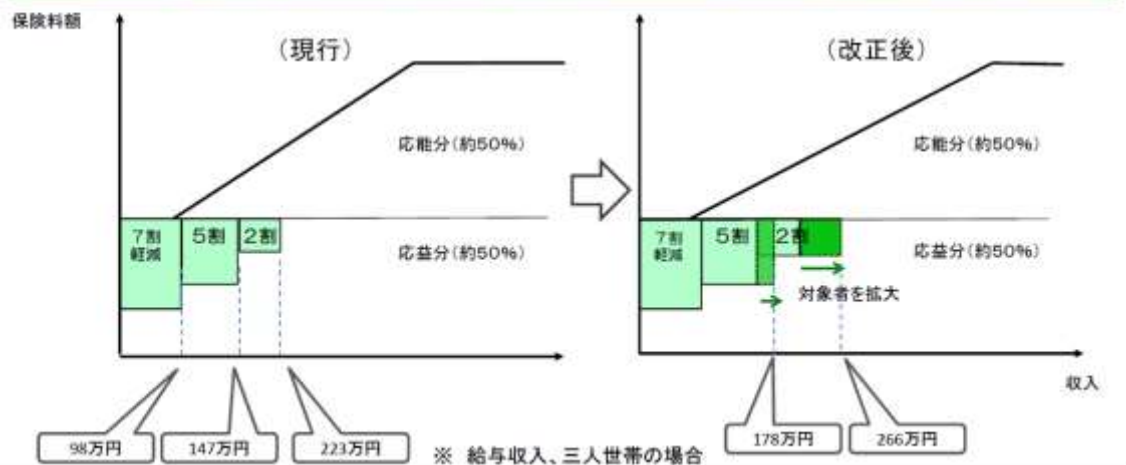 保険料額
(現行)
応能分(約50%)
7割
軽減
5割
2割
応益分(約50%)
98万円
147万円
223万円
(改正後)
応能分(約50%)
7割
軽減
5割
2割
応益分(約50%)
対象者を拡大
収入
178万円
266万円
※ 給与収入、三人世帯の場合